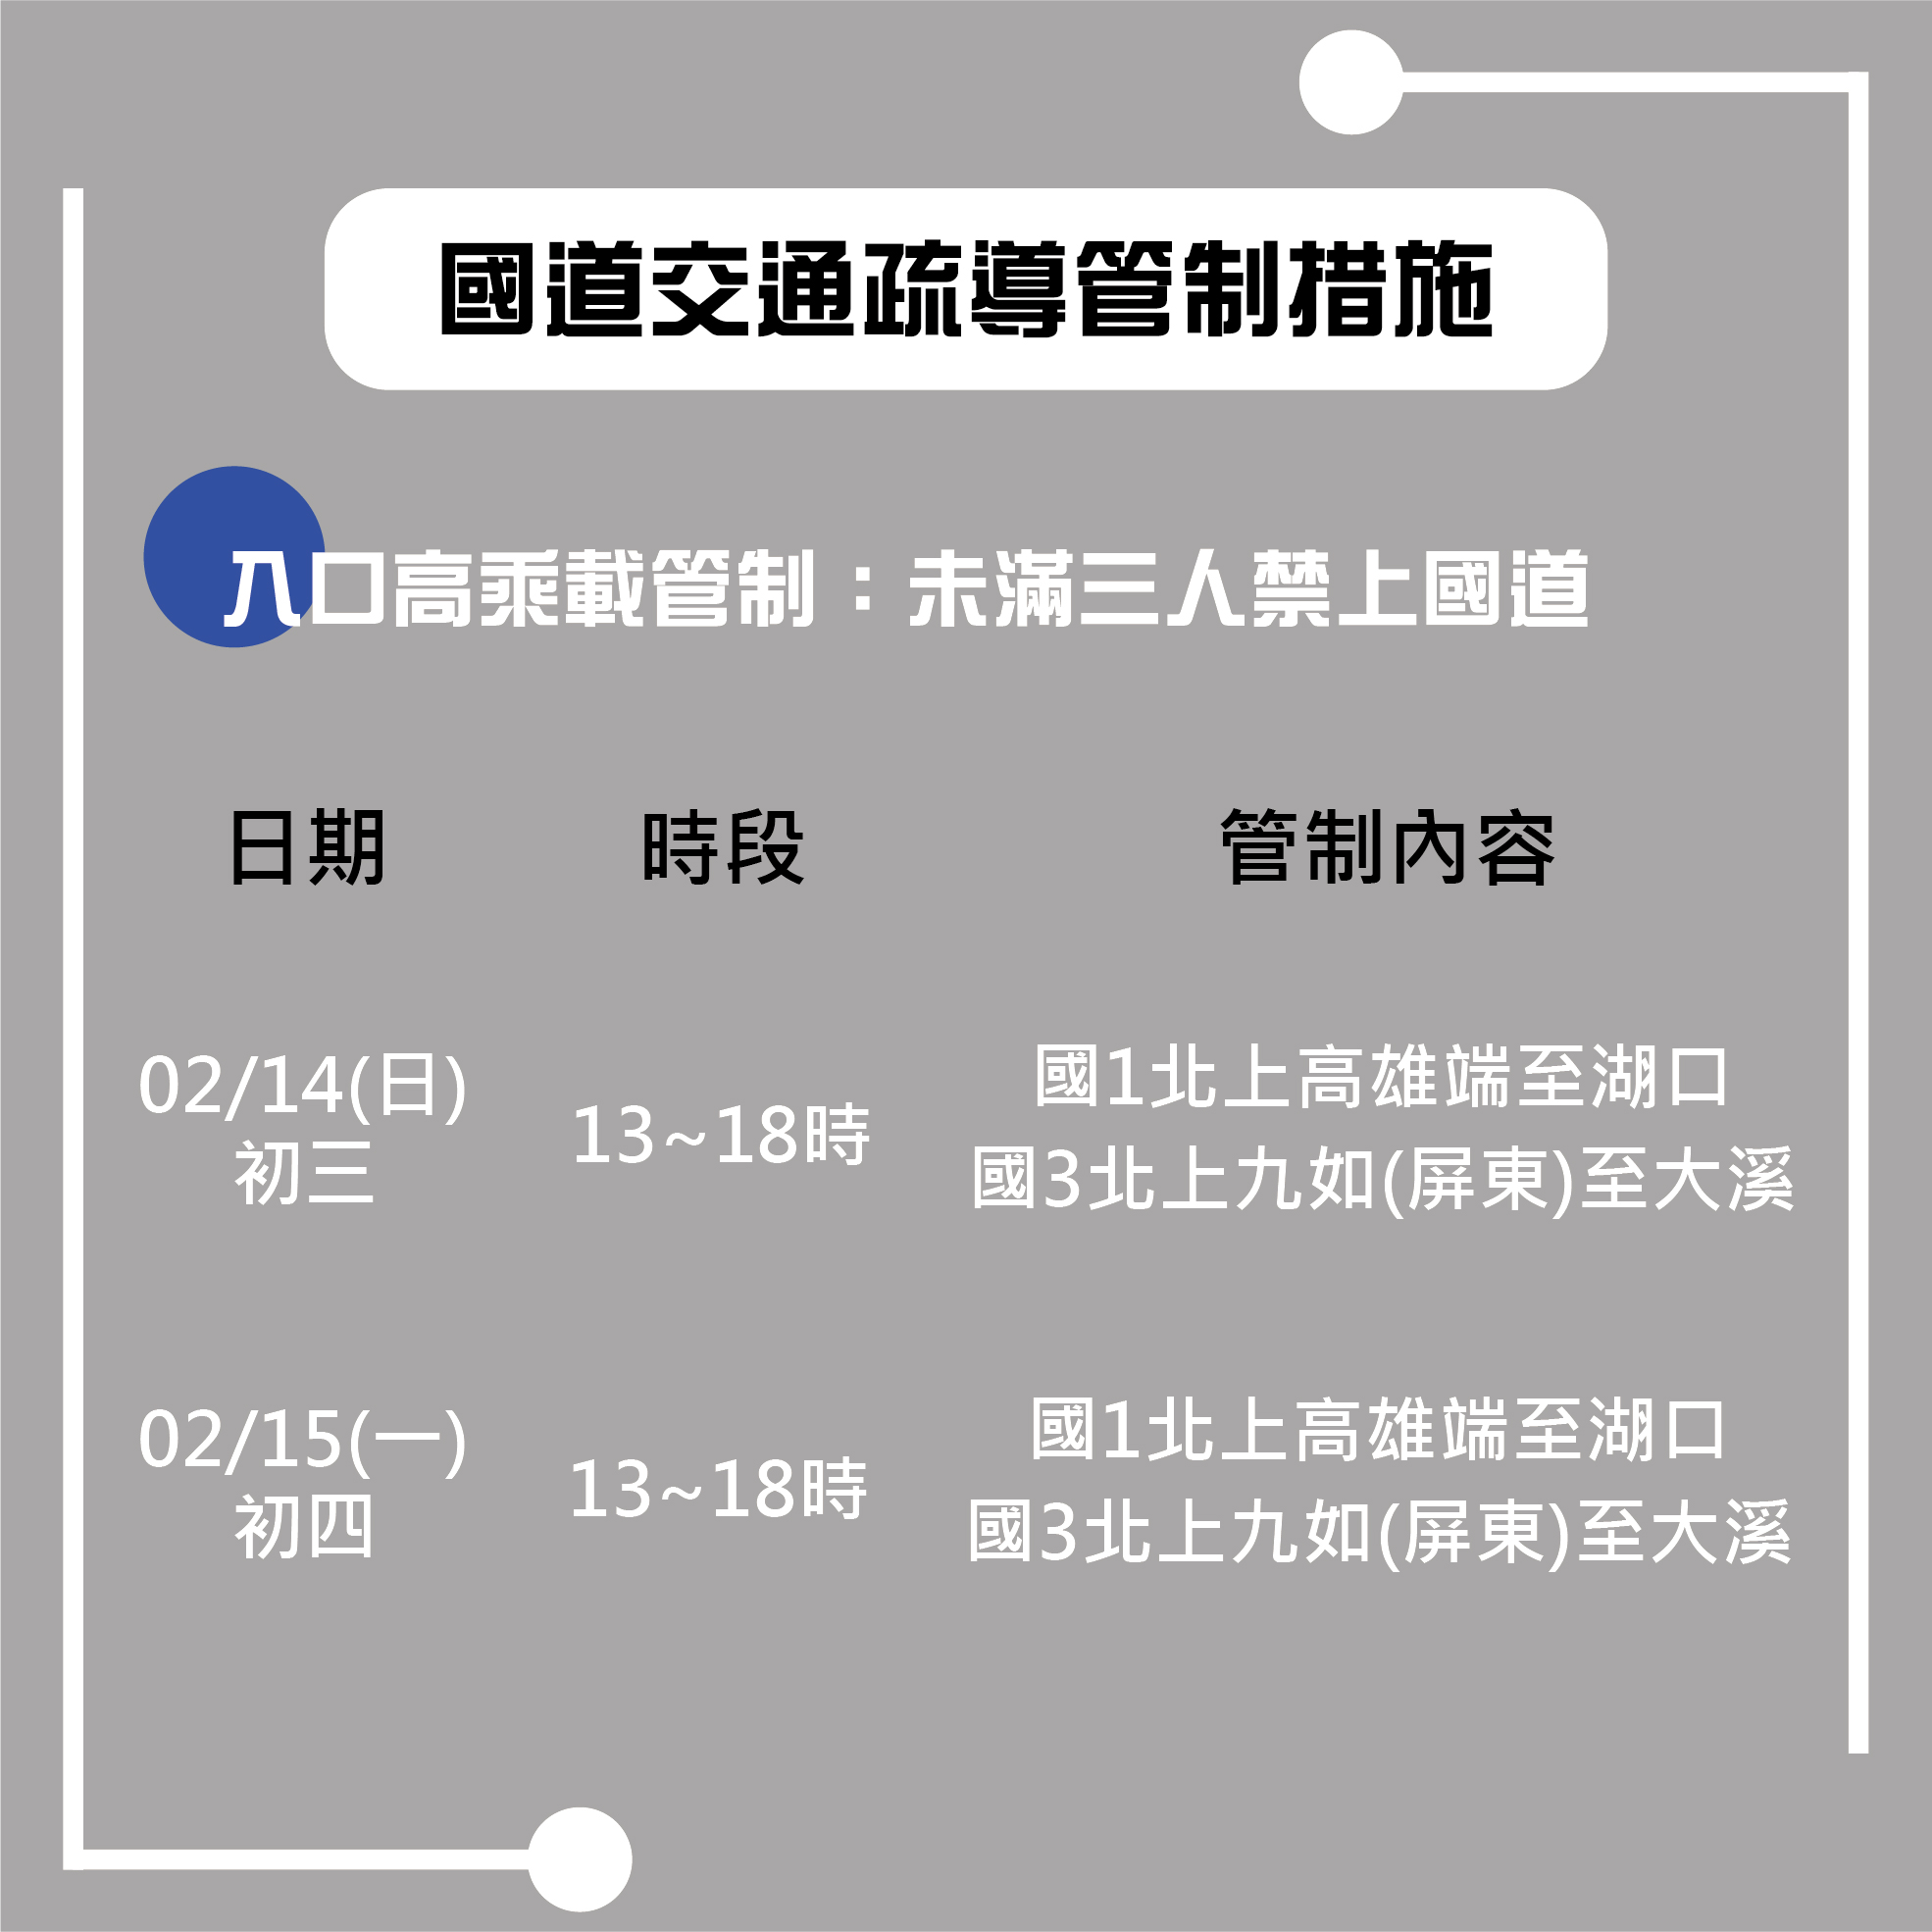 國道交通疏導管制措施
入口高乘載管制：未滿三人禁上國道
日期 時段 管制內容
02/14(日)
初三
13~18時
國1北上高雄端至湖口
國3北上九如(屏東)至大溪
02/15(一)
初四
13~18時
國1北上高雄端至湖口
國3北上九如(屏東)至大溪